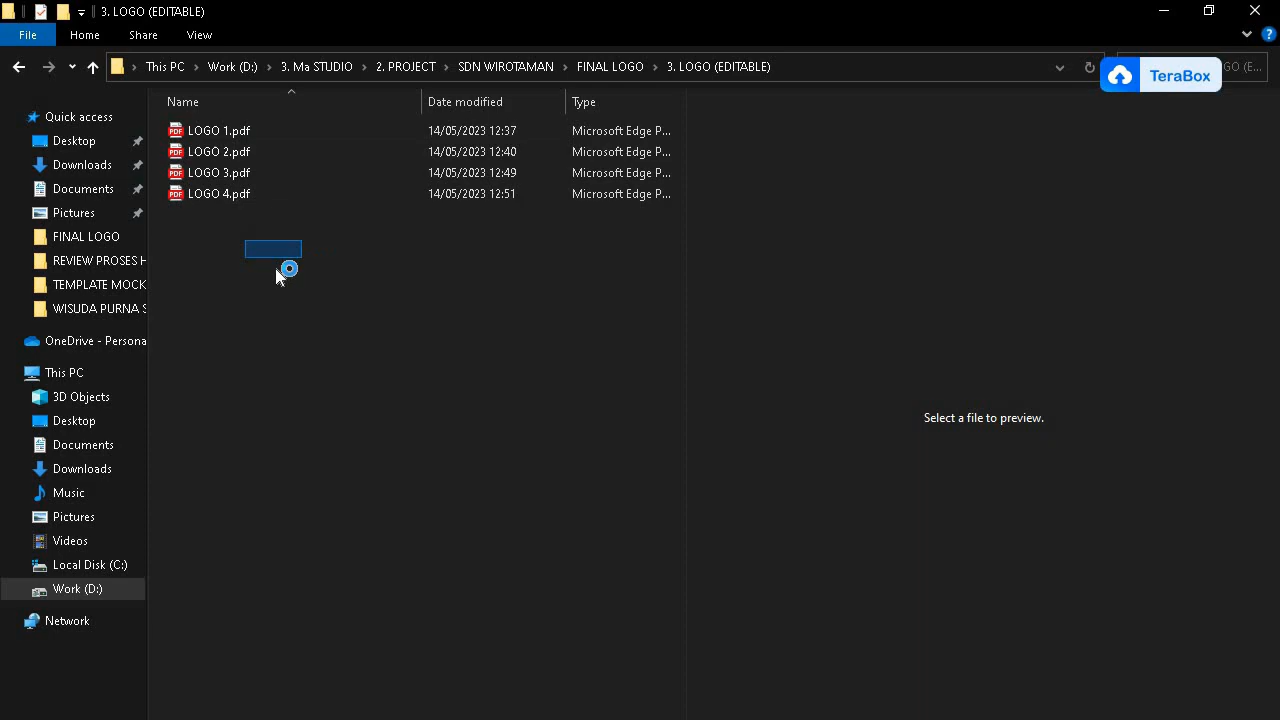 3. LOGO (EDITABLE)
File Home Share View
This PC Work (D:) 3. Ma STUDIO 2. PROJECT SDN WIROTAMAN FINAL LOGO 3. LOGO (EDITABLE)
GO (E...
TeraBox
Name Date modified Type
LOGO 1.pdf 14/05/2023 12:37 Microsoft Edge P...
LOGO 2.pdf 14/05/2023 12:40 Microsoft Edge P...
LOGO 3.pdf 14/05/2023 12:49 Microsoft Edge P...
LOGO 4.pdf 14/05/2023 12:51 Microsoft Edge P...
Quick access
Desktop
Downloads
Documents
Pictures
FINAL LOGO
REVIEW PROSES H
TEMPLATE MOCK
WISUDA PURNA S
OneDrive - Persona
This PC
3D Objects
Desktop
Documents
Downloads
Music
Pictures
Videos
Local Disk (C:)
Work (D:)
Network
Select a file to preview.